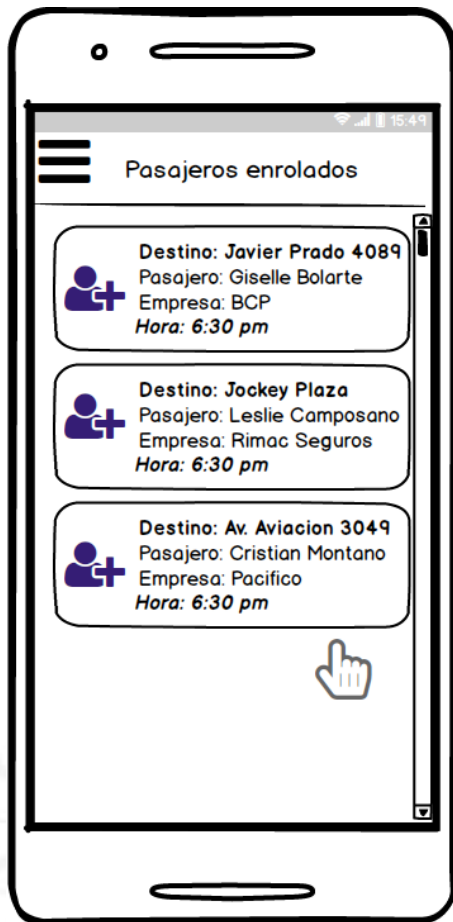 15:49
Pasajeros enrolados
Destino: Javier Prado 4089
Pasajero: Giselle Bolarte
Empresa: BCP
Hora: 6:30 pm
Destino: Jockey Plaza
Pasajero: Leslie Camposano
Empresa: Rimac Seguros
Hora: 6:30 pm
Destino: Av. Aviacion 3049
Pasajero: Cristian Montano
Empresa: Pacifico
Hora: 6:30 pm